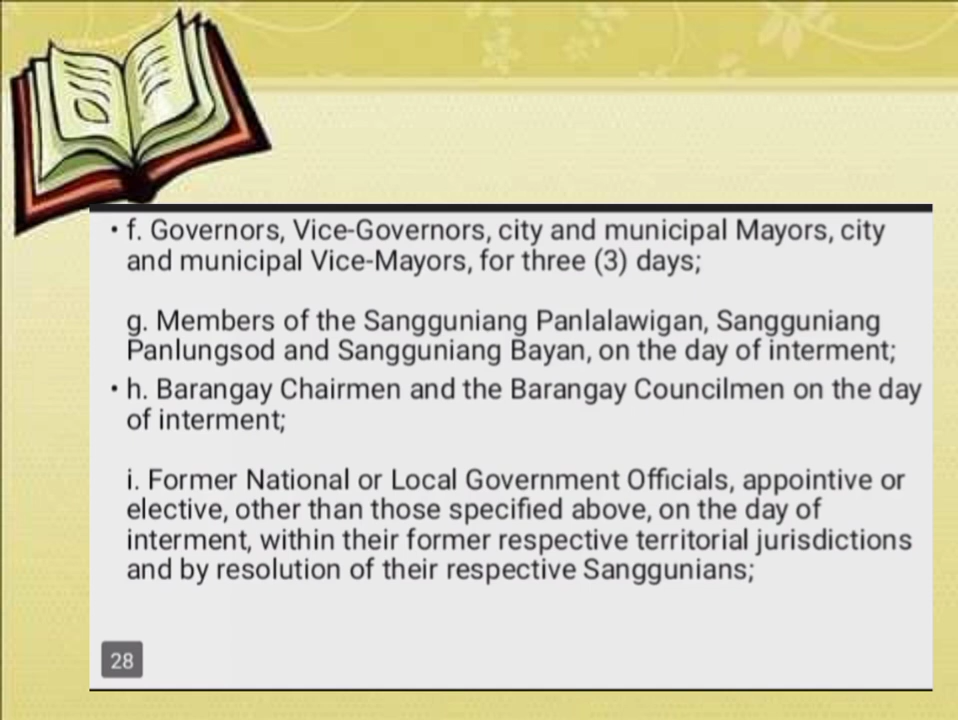 • f. Governors, Vice-Governors, city and municipal Mayors, city
and municipal Vice-Mayors, for three (3) days;
g. Members of the Sangguniang Panlalawigan, Sangguniang
Panlungsod and Sangguniang Bayan, on the day of interment;
• h. Barangay Chairmen and the Barangay Councilmen on the day
of interment;
i. Former National or Local Government Officials, appointive or
elective, other than those specified above, on the day of
interment, within their former respective territorial jurisdictions
and by resolution of their respective Sanggunians;
28